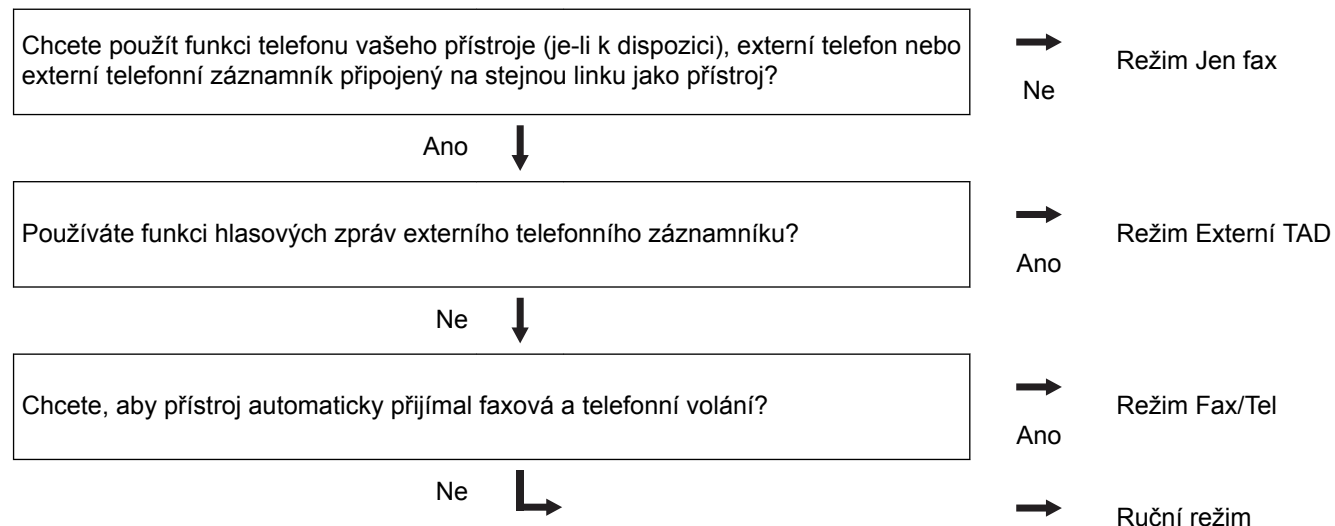 Chcete použít funkci telefonu vašeho přístroje (je-li k dispozici), externí telefon nebo
externí telefonní záznamník připojený na stejnou linku jako přístroj?
Režim Jen fax
Ne
Ano
Používáte funkci hlasových zpráv externího telefonního záznamníku?
Režim Externí TAD
Ano
Ne
Chcete, aby přístroj automaticky přijímal faxová a telefonní volání?
Režim Fax/Tel
Ano
Ne
Ruční režim